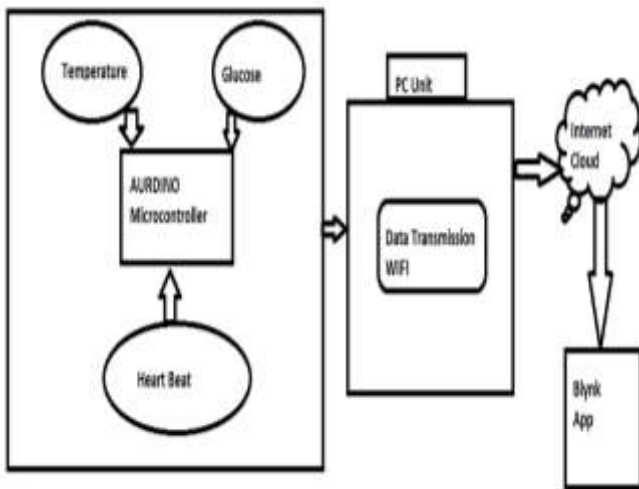 Temperature
Glucose
AURDINO
Microcontroller
Heart Beat
PC Unit
Data Transmission
WIFI
Internet
Cloud
Blynk
App